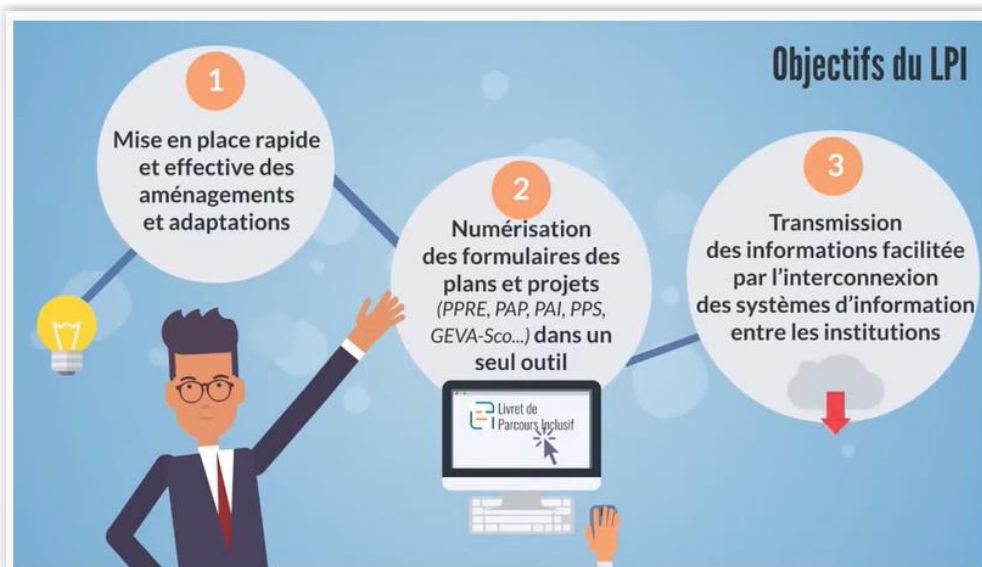 Objectifs du LPI
1
Mise en place rapide
et effective des
aménagements
et adaptations
2
Numérisation
des formulaires des
plans et projets
(PPRE, PAP, PAI, PPS,
GEVA-Sco...) dans un
seul outil
Livret de
Parcours Inclusif
3
Transmission
des informations facilitée
par l'interconnexion
des systèmes d'information
entre les institutions